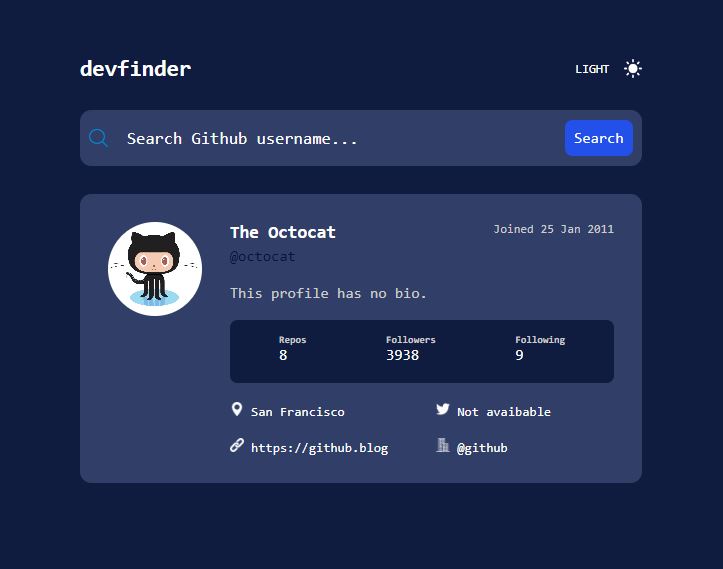 devfinder
LIGHT
Search Github username...
Search
The Octocat
Joined 25 Jan 2011
@octocat
This profile has no bio.
Repos Followers Following
8 3938 9
San Francisco
Not avaibable
https://github.blog
@github